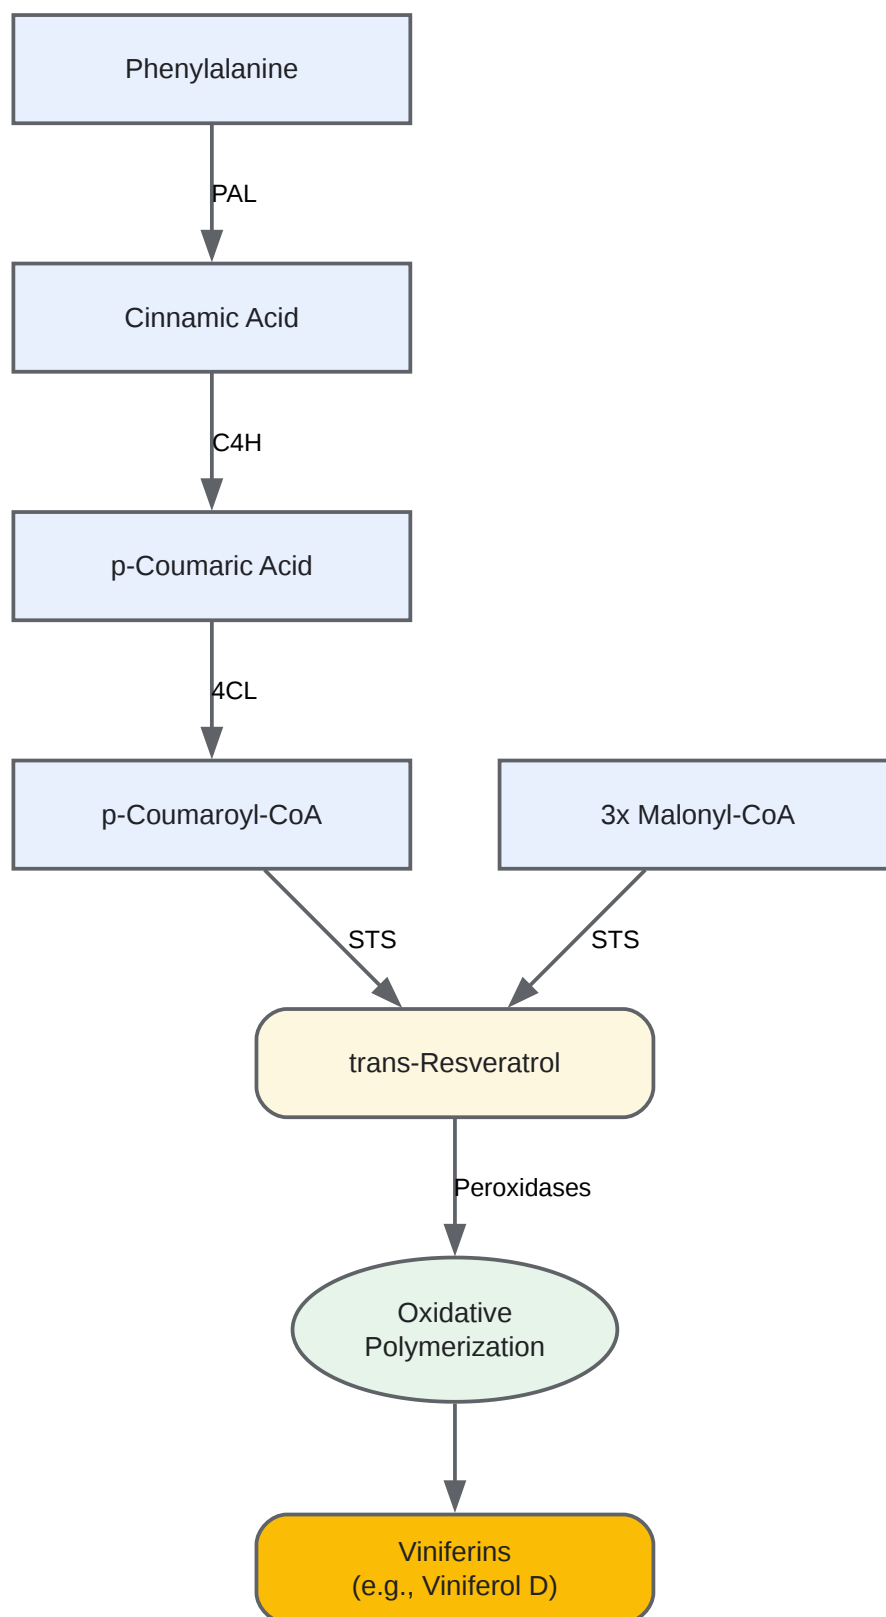 Phenylalanine
PAL
Cinnamic Acid
C4H
p-Coumaric Acid
4CL
p-Coumaroyl-CoA
3x Malonyl-CoA
STS
STS
trans-Resveratrol
Peroxidases
Oxidative
Polymerization
Viniferins
(e.g., Viniferol D)